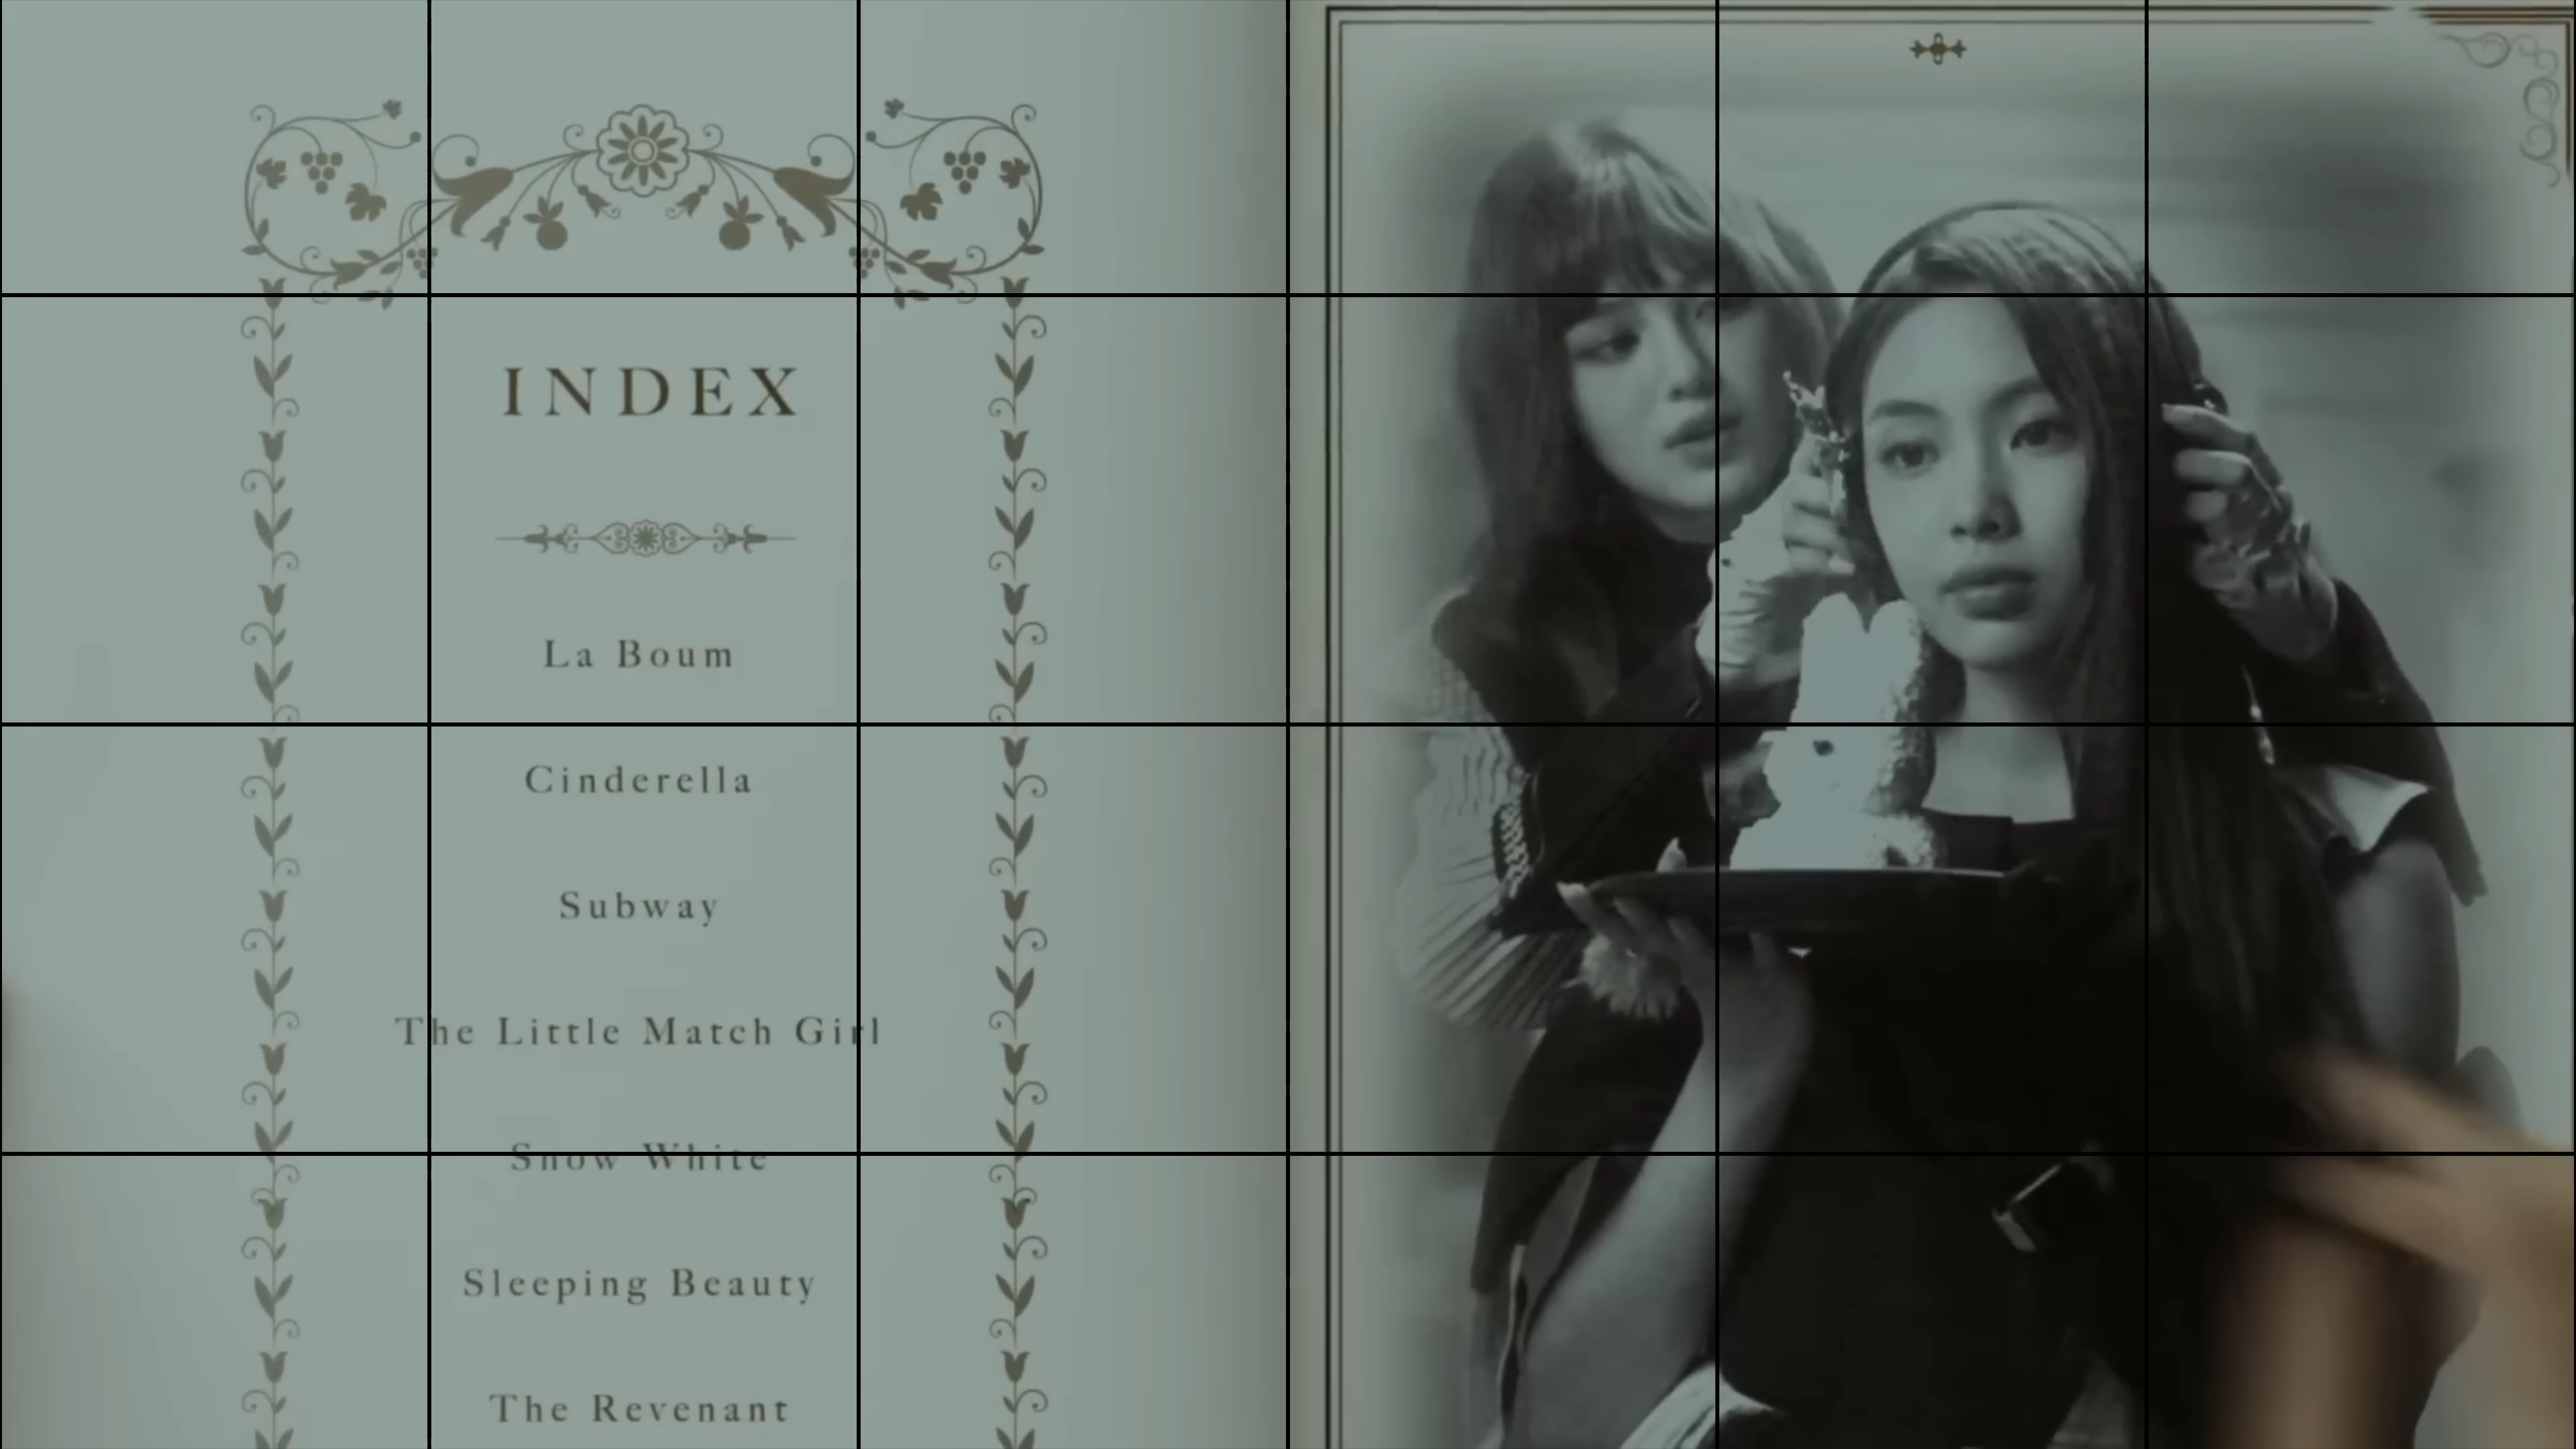 INDEX
La Boum
Cinderella
Subway
The Little Match Girl
Snow White
Sleeping Beauty
The Revenant